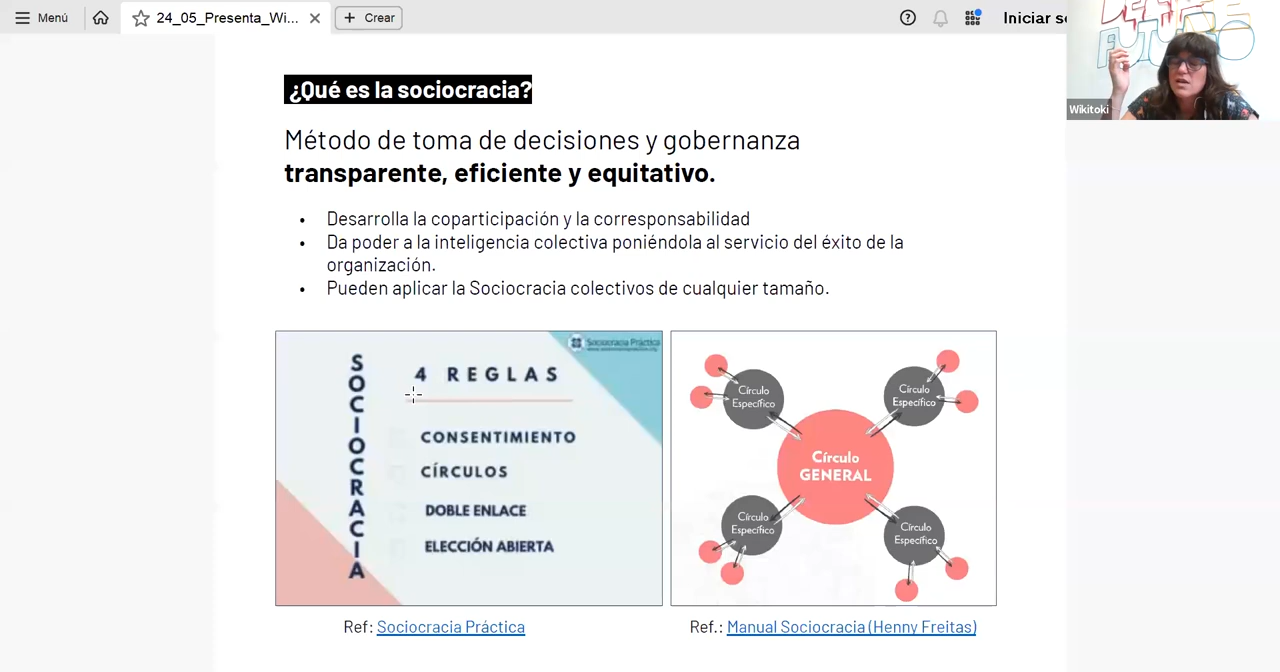 Menú
24_05_Presenta_Wi...
Crear
Iniciar se
DEL
FUTURO
Wikitoki
¿Qué es la sociocracia?
Método de toma de decisiones y gobernanza
transparente, eficiente y equitativo.
• Desarrolla la coparticipación y la corresponsabilidad
• Da poder a la inteligencia colectiva poniéndola al servicio del éxito de la
organización.
• Pueden aplicar la Sociocracia colectivos de cualquier tamaño.
SOCIOCRACIA
Sociocracia Práctica
4 REGLAS
CONSENTIMIENTO
CÍRCULOS
DOBLE ENLACE
ELECCIÓN ABIERTA
Círculo
Específico
Círculo
Específico
Círculo
GENERAL
Círculo
Específico
Círculo
Específico
Ref: Sociocracia Práctica
Ref.: Manual Sociocracia (Henny Freitas)